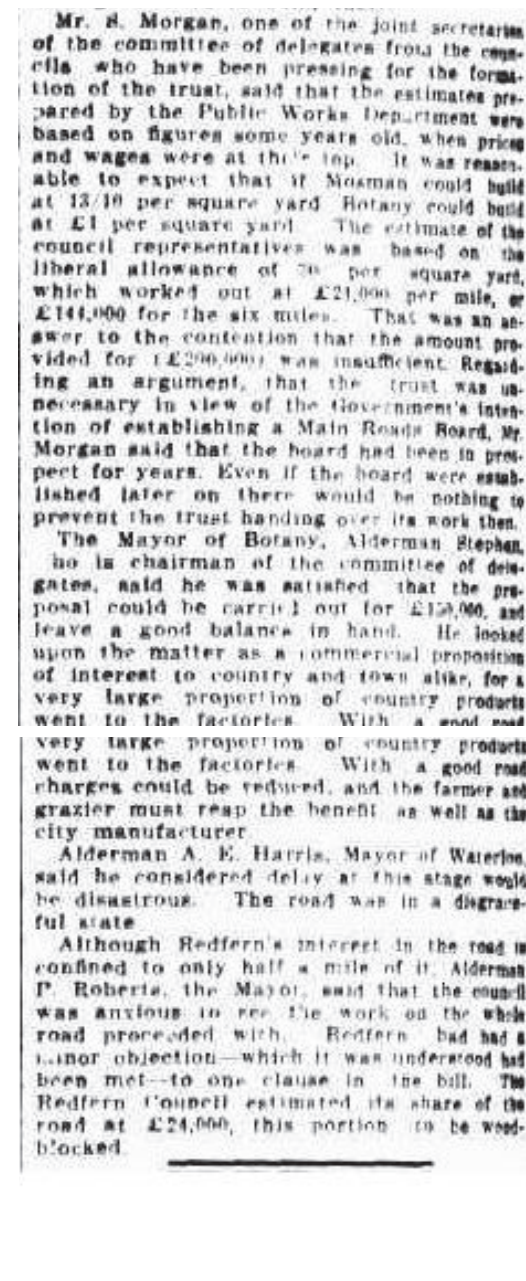 Mr. S. Morgan, one of the joint secretaries
of the committee of delegates from the coun-
cils who have been pressing for the forma-
tion of the trust, said that the estimates pre-
pared by the Public Works Department were
based on figures some years old, when prices
and wages were at their top. It was reason-
able to expect that if Mosman could build
at 13/10 per square yard Botany could build
at £1 per square yard. The estimate of the
council representatives was based on the
liberal allowance of per square yard,
which worked out at £21,000 per mile, or
£144,000 for the six miles. That was an an-
swer to the contention that the amount pro-
vided for (£200,000) was insufficient. Regard-
ing an argument, that the trust was un-
necessary in view of the Government's inten-
tion of establishing a Main Roads Board, Mr.
Morgan said that the board had been in pros-
pect for years. Even if the board were estab-
lished later on there would be nothing to
prevent the trust handing over its work then.
The Mayor of Botany, Alderman Stephen,
ho is chairman of the committee of dele-
gates, said he was satisfied that the pro-
posal could be carried out for £150,000, and
leave a good balance in hand. He looked
upon the matter as a commercial proposition
of interest to country and town alike, for a
very large proportion of country products
went to the factories. With a good road
very large proportion of country products
went to the factories. With a good road
charges could be reduced, and the farmer and
grazier must reap the benefit as well as the
city manufacturer.
Alderman A. E. Harris, Mayor of Waterloo,
said he considered delay at this stage would
be disastrous. The road was in a disgrace-
ful state
Although Redfern's interest in the road is
confined to only half a mile of it, Alderman
P. Roberts, the Mayor, said that the council
was anxious to see the work on the whole
road proceeded with. Redfern had had a
minor objection—which it was understood had
been met—to one clause in the bill. The
Redfern Council estimated its share of the
road at £24,000, this portion to be wood-
blocked.